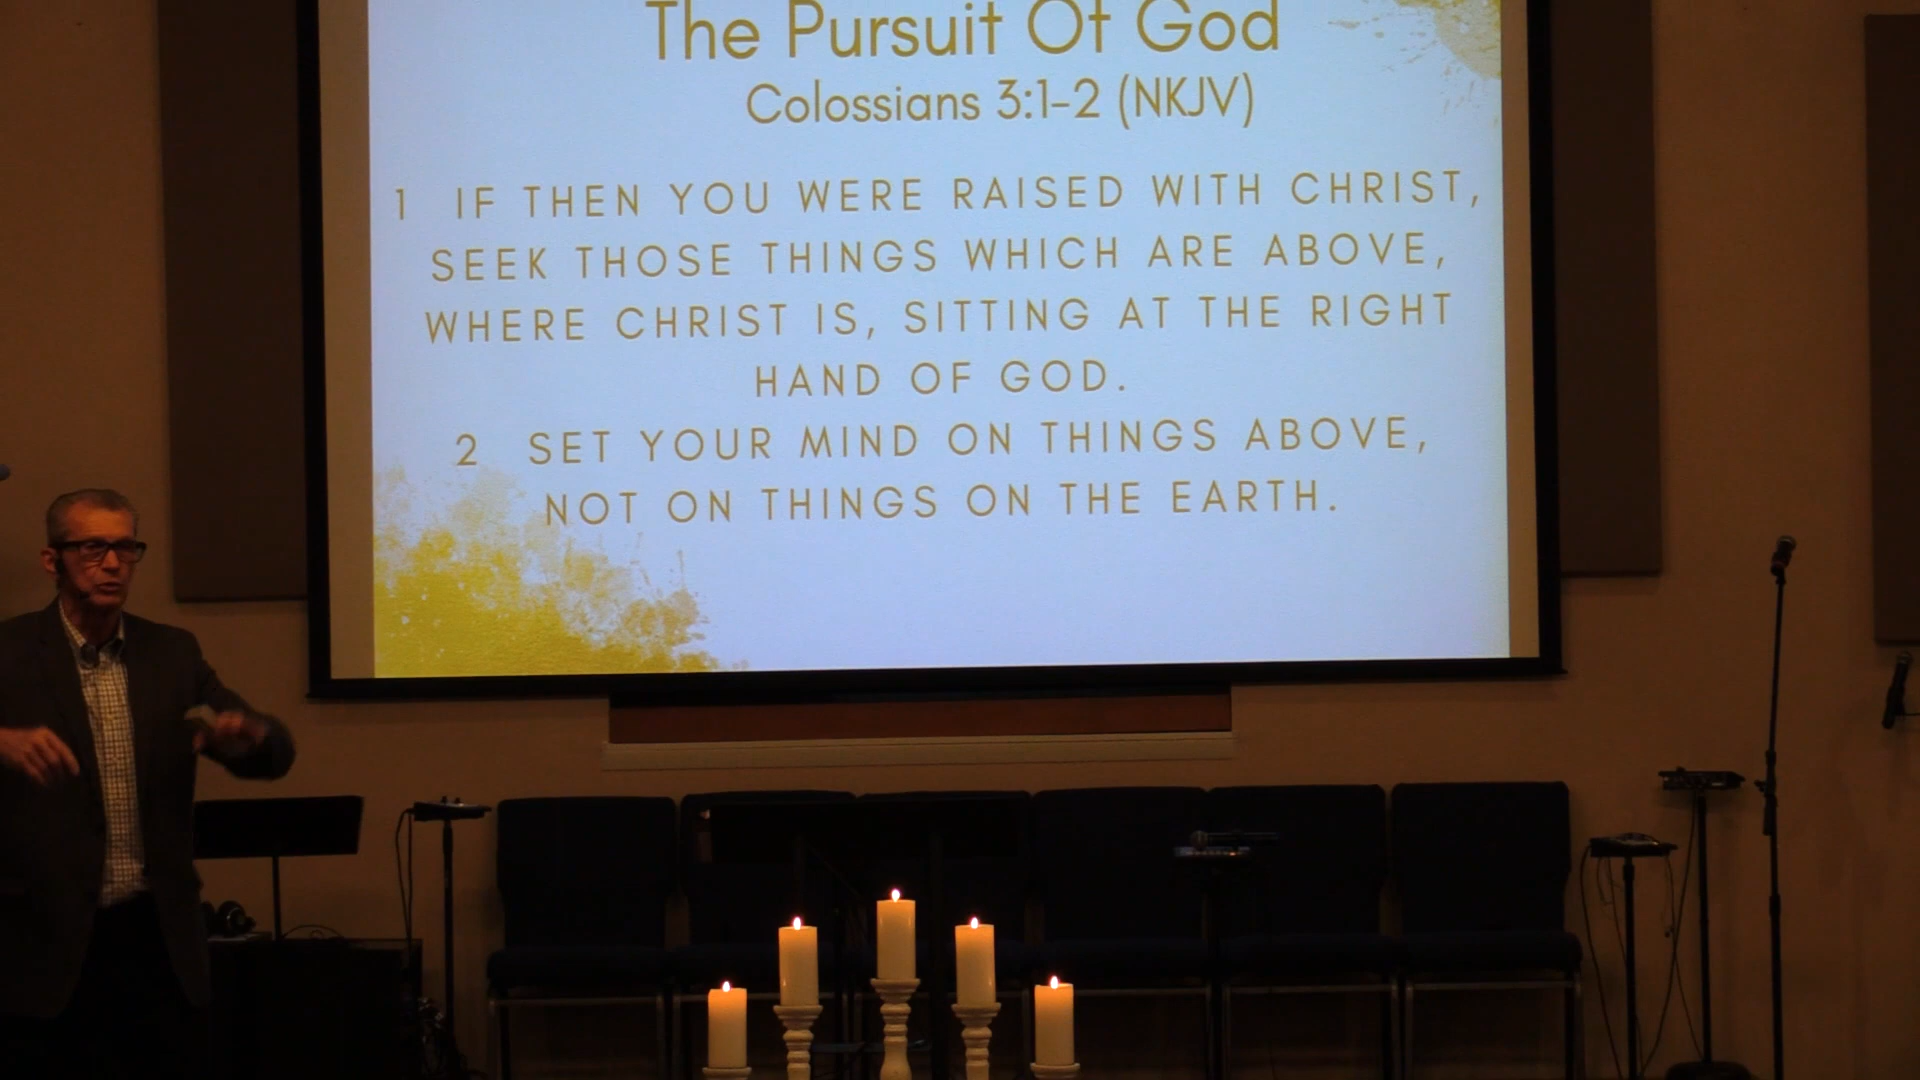 The Pursuit Of God
Colossians 3:1-2 (NKJV)
1 IF THEN YOU WERE RAISED WITH CHRIST,
SEEK THOSE THINGS WHICH ARE ABOVE,
WHERE CHRIST IS, SITTING AT THE RIGHT
HAND OF GOD.
2 SET YOUR MIND ON THINGS ABOVE,
NOT ON THINGS ON THE EARTH.